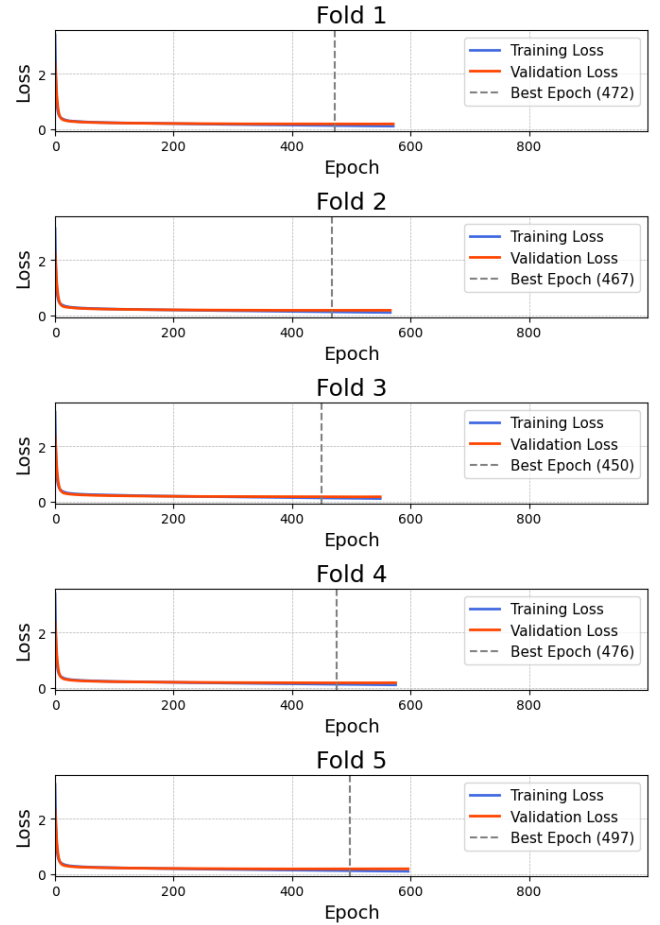 Fold 1
Loss
2
0
Training Loss
Validation Loss
Best Epoch (472)
0 200 400 600 800
Epoch
Fold 2
Loss
2
0
Training Loss
Validation Loss
Best Epoch (467)
0 200 400 600 800
Epoch
Fold 3
Loss
2
0
Training Loss
Validation Loss
Best Epoch (450)
0 200 400 600 800
Epoch
Fold 4
Loss
2
0
Training Loss
Validation Loss
Best Epoch (476)
0 200 400 600 800
Epoch
Fold 5
Loss
2
0
Training Loss
Validation Loss
Best Epoch (497)
0 200 400 600 800
Epoch